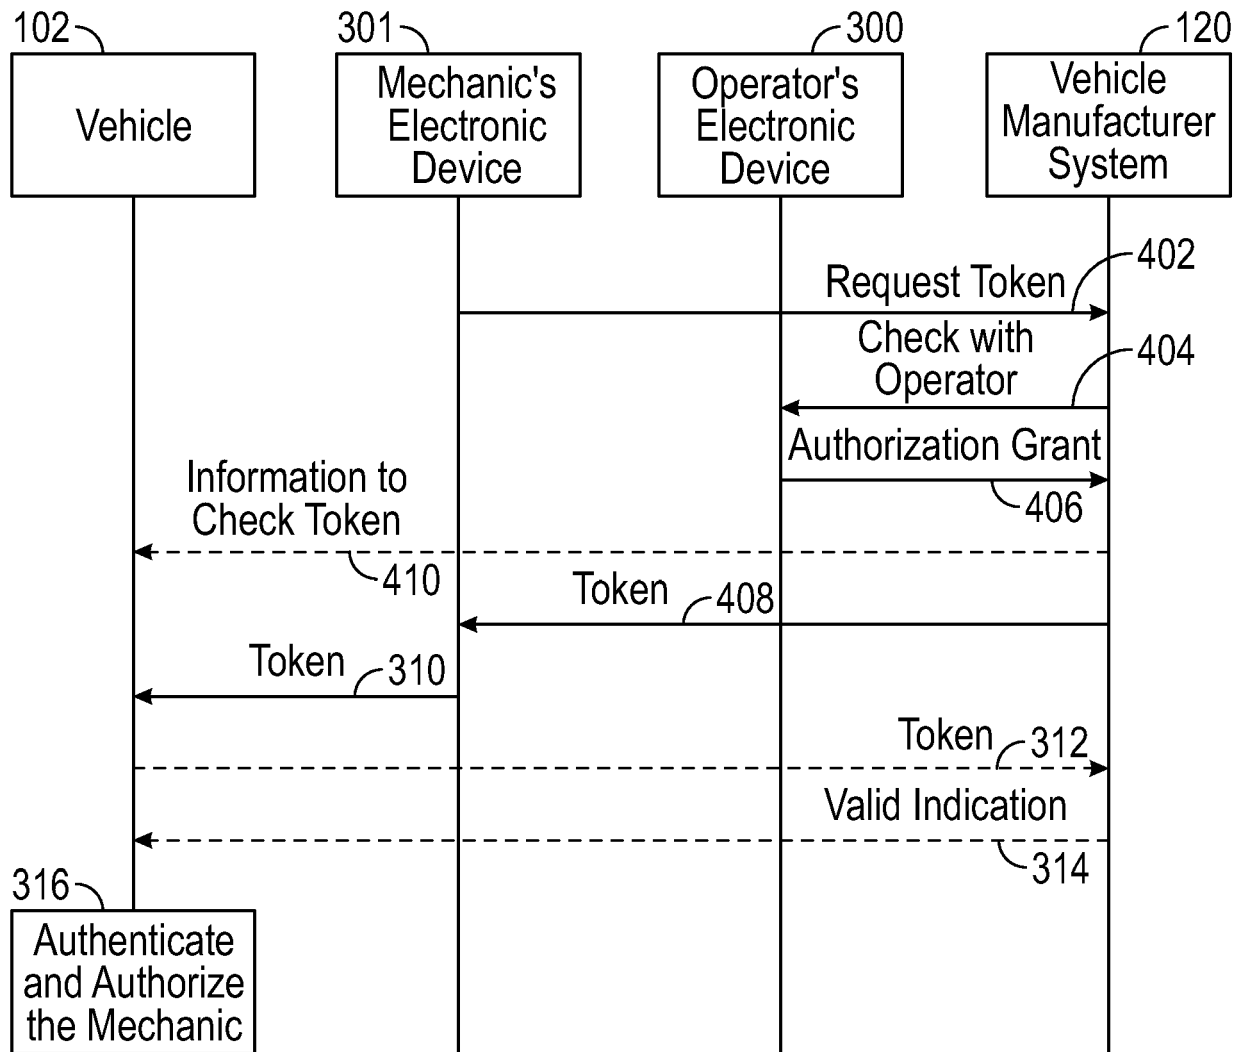 102
301
300
120
Vehicle
Mechanic's
Electronic
Device
Operator's
Electronic
Device
Vehicle
Manufacturer
System
402
Request Token
Check with
Operator
404
Authorization Grant
406
Information to
Check Token
410
Token
408
Token
310
Token
312
Valid Indication
314
316
Authenticate
and Authorize
the Mechanic